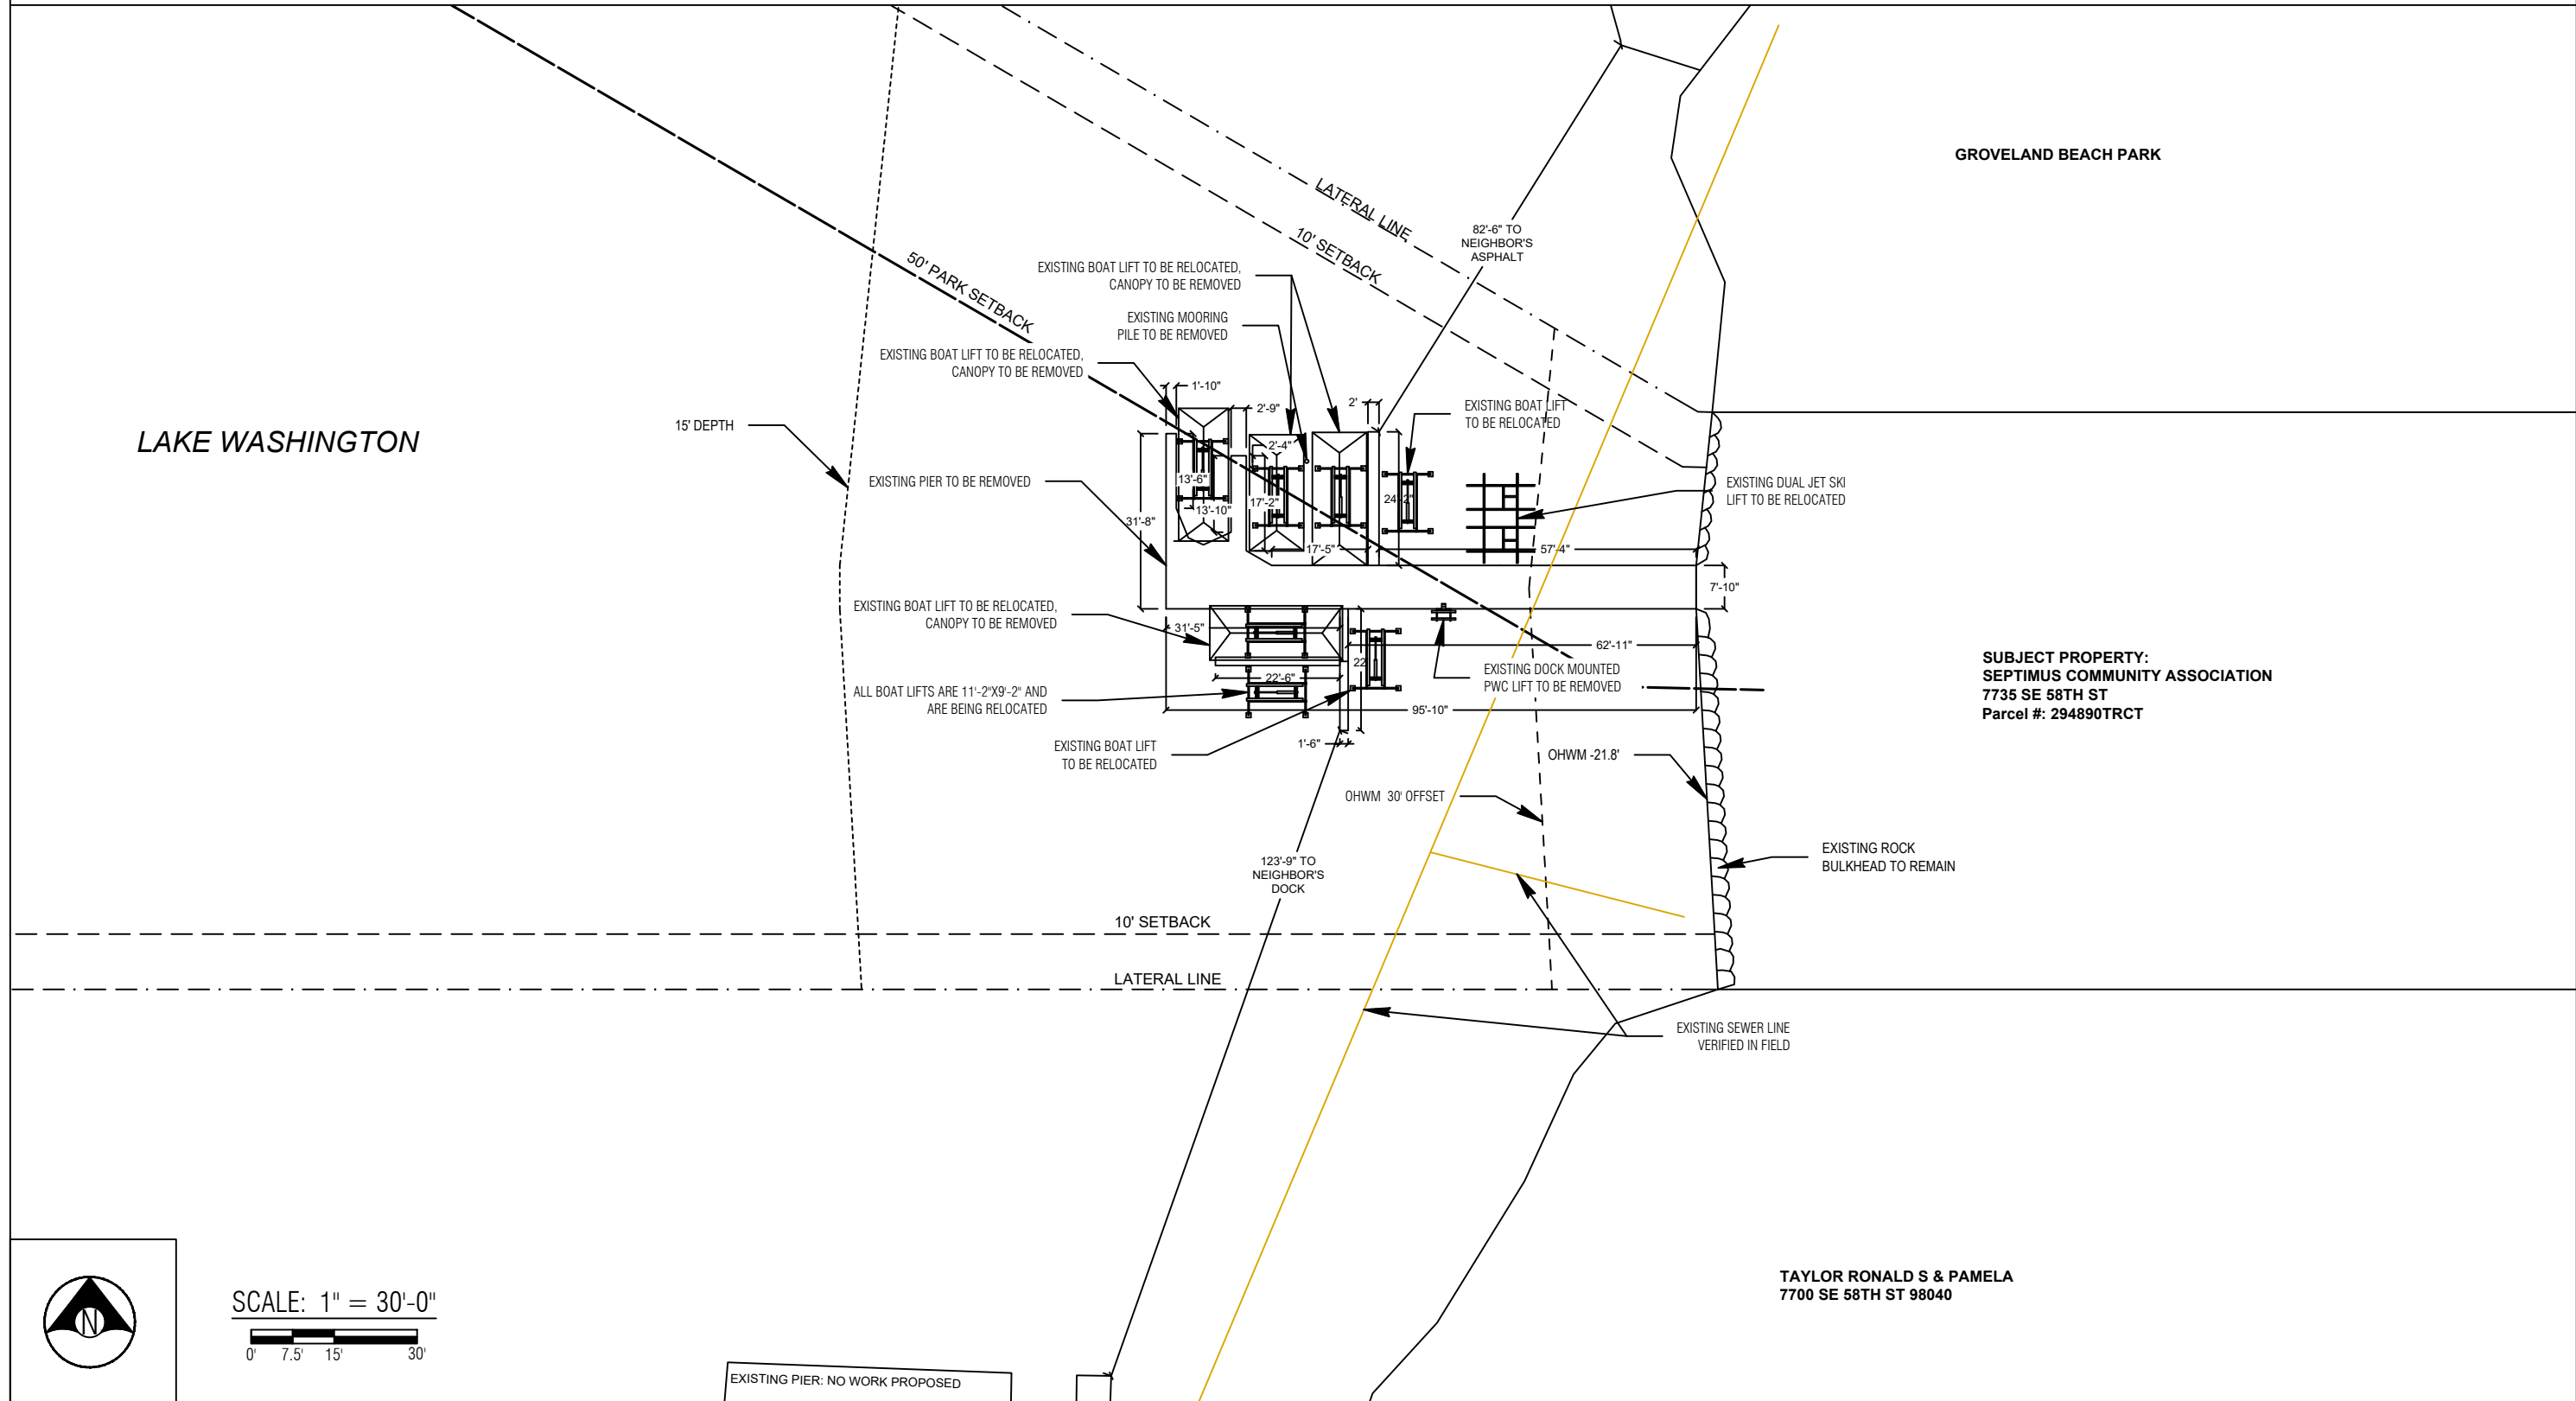 GROVELAND BEACH PARK
LATERAL LINE
10' SETBACK
82'-6" TO
NEIGHBOR'S
ASPHALT
50' PARK SETBACK
EXISTING BOAT LIFT TO BE RELOCATED,
CANOPY TO BE REMOVED
EXISTING MOORING
PILE TO BE REMOVED
EXISTING BOAT LIFT TO BE RELOCATED,
CANOPY TO BE REMOVED
1'-10"
2'-9"
2'
EXISTING BOAT LIFT
TO BE RELOCATED
LAKE WASHINGTON
15' DEPTH
2'-4"
EXISTING PIER TO BE REMOVED
13'-6"
13'-10"
17'-2"
24'-2"
EXISTING DUAL JET SKI
LIFT TO BE RELOCATED
31'-8"
17'-5"
57'-4"
7'-10"
EXISTING BOAT LIFT TO BE RELOCATED,
CANOPY TO BE REMOVED
31'-5"
62'-11"
22'
EXISTING DOCK MOUNTED
PWC LIFT TO BE REMOVED
22'-6"
ALL BOAT LIFTS ARE 11'-2"X9'-2" AND
ARE BEING RELOCATED
95'-10"
SUBJECT PROPERTY:
SEPTIMUS COMMUNITY ASSOCIATION
7735 SE 58TH ST
Parcel #: 294890TRCT
EXISTING BOAT LIFT
TO BE RELOCATED
1'-6"
OHWM -21.8'
OHWM 30' OFFSET
EXISTING ROCK
BULKHEAD TO REMAIN
123'-9" TO
NEIGHBOR'S
DOCK
10' SETBACK
LATERAL LINE
EXISTING SEWER LINE
VERIFIED IN FIELD
TAYLOR RONALD S & PAMELA
7700 SE 58TH ST 98040
N
SCALE: 1" = 30'-0"
0' 7.5' 15' 30'
EXISTING PIER: NO WORK PROPOSED